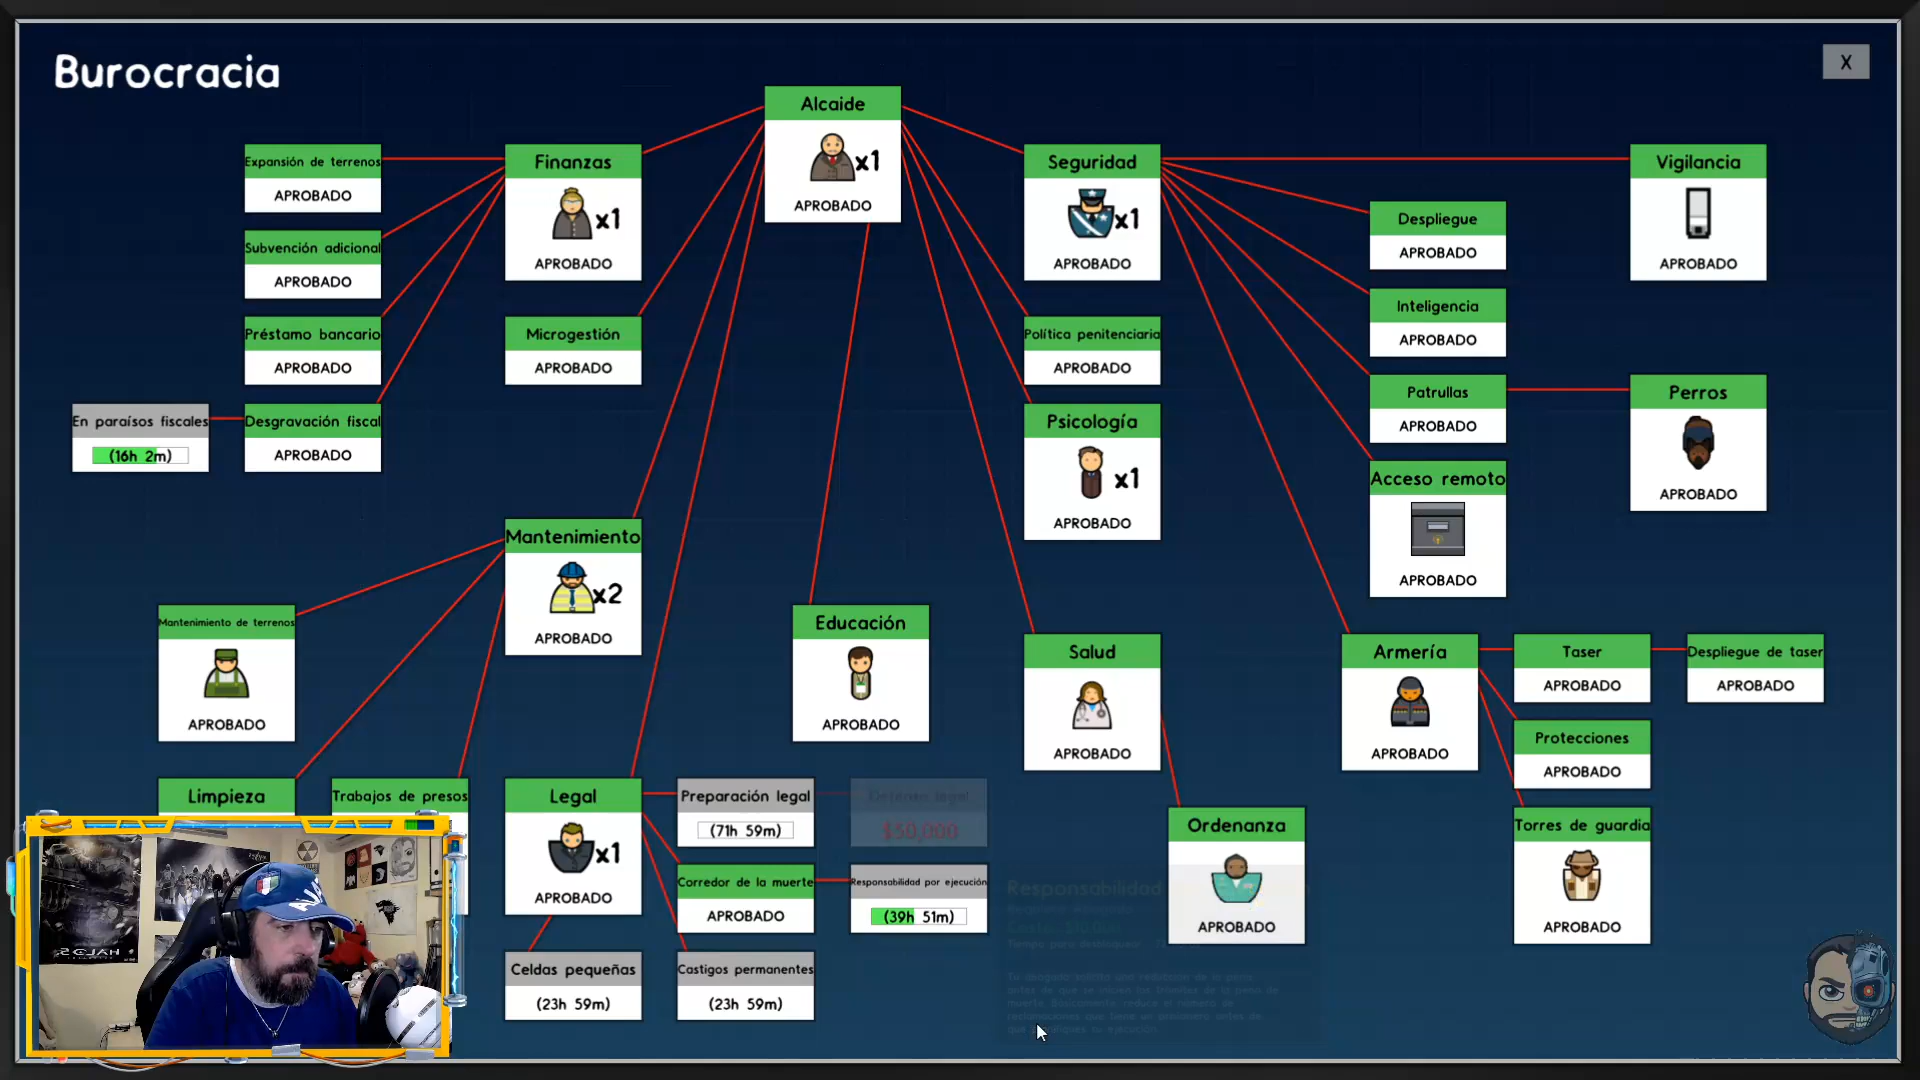 Burocracia
X
Alcaide
x1
APROBADO
Expansión de terrenos
APROBADO
Finanzas
x1
APROBADO
Seguridad
x1
APROBADO
Vigilancia
APROBADO
Despliegue
APROBADO
Subvención adicional
APROBADO
Inteligencia
APROBADO
Préstamo bancario
APROBADO
Microgestión
APROBADO
Política penitenciaria
APROBADO
Patrullas
APROBADO
Perros
APROBADO
En paraísos fiscales
(16h 2m)
Desgravación fiscal
APROBADO
Psicología
x1
APROBADO
Acceso remoto
APROBADO
Mantenimiento
x2
APROBADO
Mantenimiento de terrenos
APROBADO
Educación
APROBADO
Salud
APROBADO
Armería
APROBADO
Taser
APROBADO
Despliegue de taser
APROBADO
Protecciones
APROBADO
Limpieza
Trabajos de presos
Legal
x1
APROBADO
Preparación legal
(71h 59m)
Defensa legal
$50,000
Corredor de la muerte
APROBADO
Responsabilidad por ejecución
(39h 51m)
Responsabilidad
Ordenanza
APROBADO
Torres de guardia
APROBADO
Celdas pequeñas
(23h 59m)
Castigos permanentes
(23h 59m)